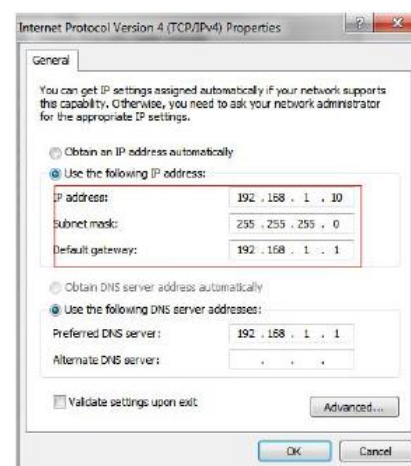 Internet Protocol Version 4 (TCP/IPv4) Properties
General
You can get IP settings assigned automatically if your network supports
this capability. Otherwise, you need to ask your network administrator
for the appropriate IP settings.
Obtain an IP address automatically
Use the following IP address:
IP address: 192 . 168 . 1 . 10
Subnet mask: 255 . 255 . 255 . 0
Default gateway: 192 . 168 . 1 . 1
Obtain DNS server address automatically
Use the following DNS server addresses:
Preferred DNS server: 192 . 168 . 1 . 1
Alternate DNS server: . . .
Validate settings upon exit
Advanced...
OK Cancel